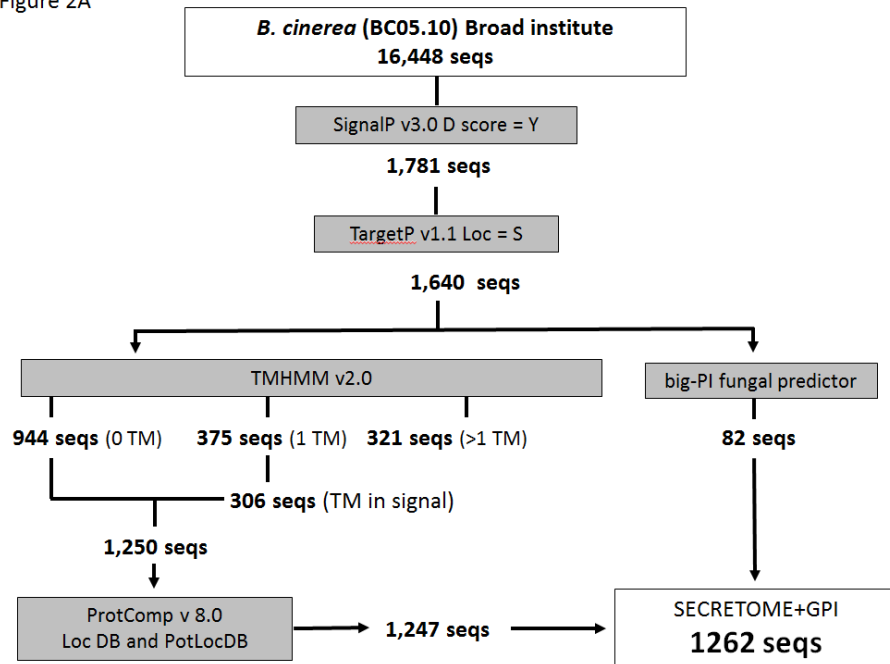 Figure 2A
B. cinerea (BC05.10) Broad institute
16,448 seqs
SignalP v3.0 D score = Y
1,781 seqs
TargetP v1.1 Loc = S
1,640 seqs
TMHMM v2.0
big-PI fungal predictor
944 seqs (0 TM)
375 seqs (1 TM)
321 seqs (>1 TM)
82 seqs
306 seqs (TM in signal)
1,250 seqs
ProtComp v 8.0
Loc DB and PotLocDB
1,247 seqs
SECRETOME+GPI
1262 seqs